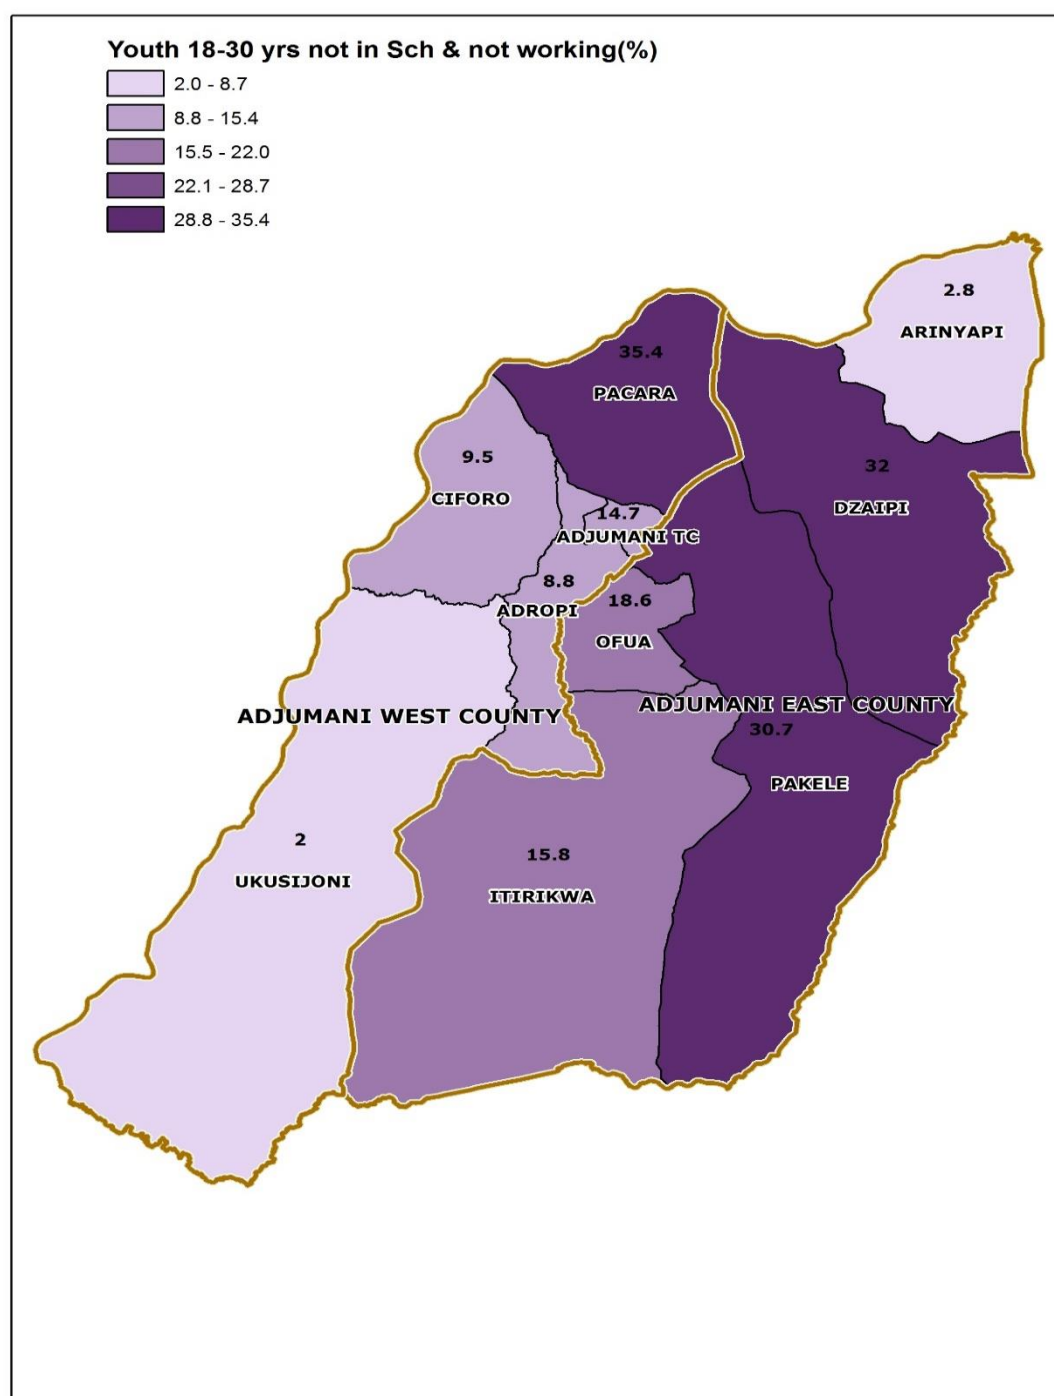 Youth 18-30 yrs not in Sch & not working(%)
2.0 - 8.7
8.8 - 15.4
15.5 - 22.0
22.1 - 28.7
28.8 - 35.4
2.8
ARINYAPI
35.4
PACARA
9.5
CIFORO
32
DZAIPI
14.7
ADJUMANI TC
8.8
ADROPI
18.6
OFUA
ADJUMANI WEST COUNTY
ADJUMANI EAST COUNTY
30.7
PAKELE
2
UKUSIJONI
15.8
ITIRIKWA